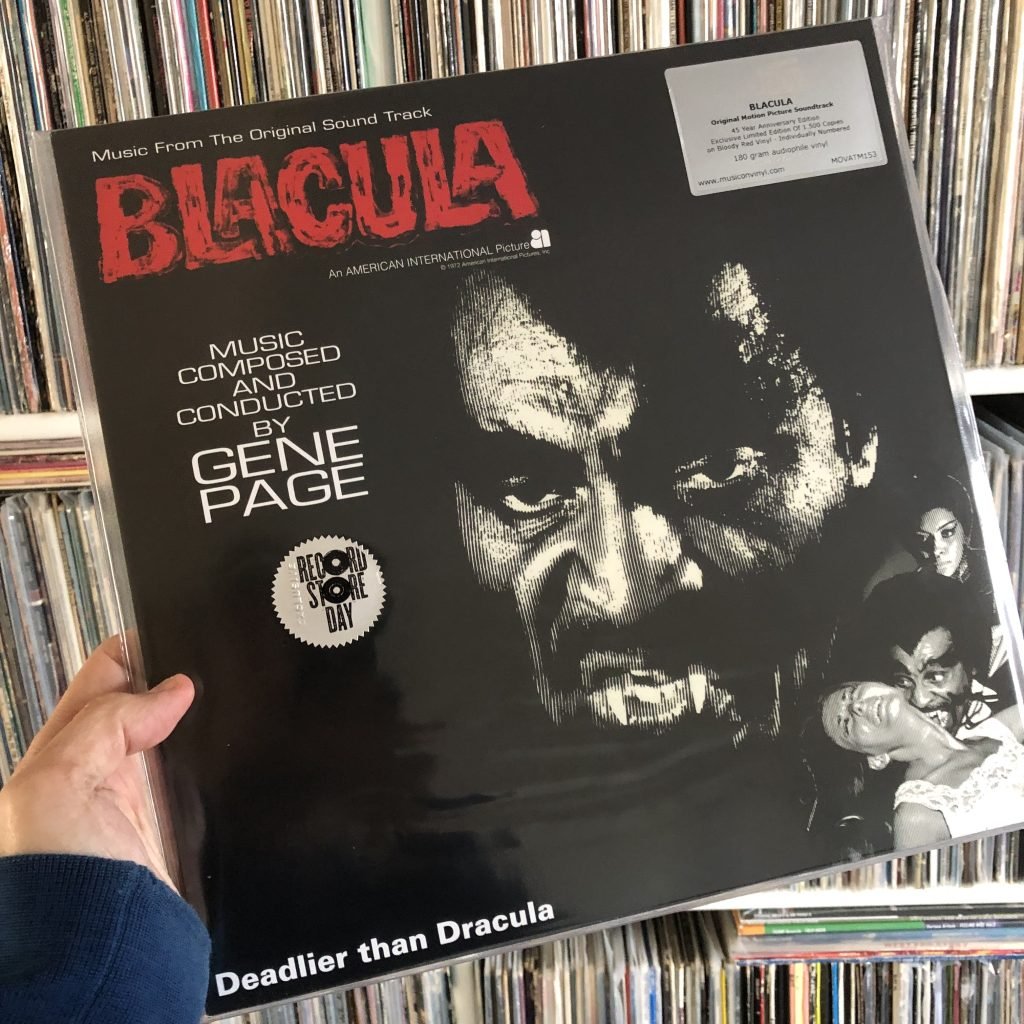 Music From The Original Sound Track
BLACULA
An AMERICAN INTERNATIONAL Picture
© 1972 American International Pictures, Inc
BLACULA
Original Motion Picture Soundtrack
45 Year Anniversary Edition
Exclusive Limited Edition Of 1.500 Copies
on Bloody Red Vinyl - Individually Numbered
180 gram audiophile vinyl
MOVATM153
www.musiconvinyl.com
MUSIC
COMPOSED
AND
CONDUCTED
BY
GENE
PAGE
RECORD
STORE
DAY
Deadlier than Dracula